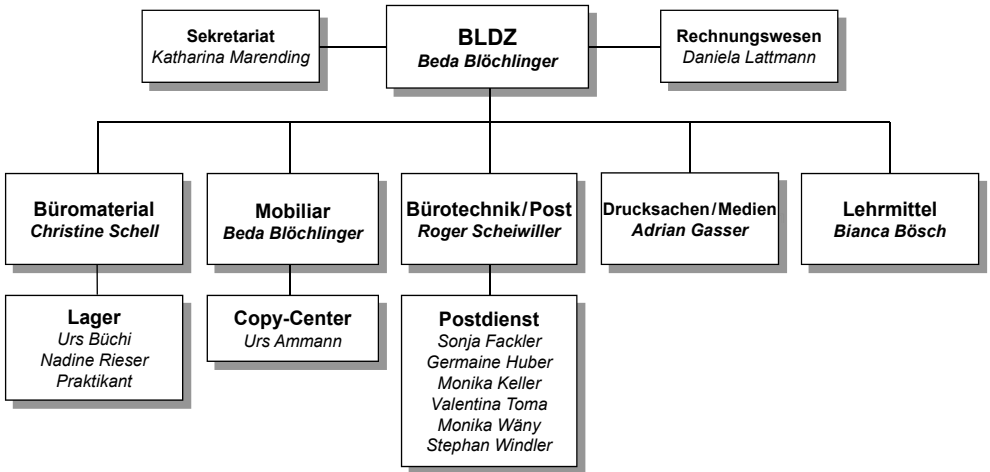 Sekretariat
Katharina Marending
BLDZ
Beda Blöchlinger
Rechnungswesen
Daniela Lattmann
Büromaterial
Christine Schell
Mobiliar
Beda Blöchlinger
Bürotechnik/Post
Roger Scheiwiller
Drucksachen/Medien
Adrian Gasser
Lehrmittel
Bianca Bösch
Lager
Urs Büchi
Nadine Rieser
Praktikant
Copy-Center
Urs Ammann
Postdienst
Sonja Fackler
Germaine Huber
Monika Keller
Valentina Toma
Monika Wäny
Stephan Windler